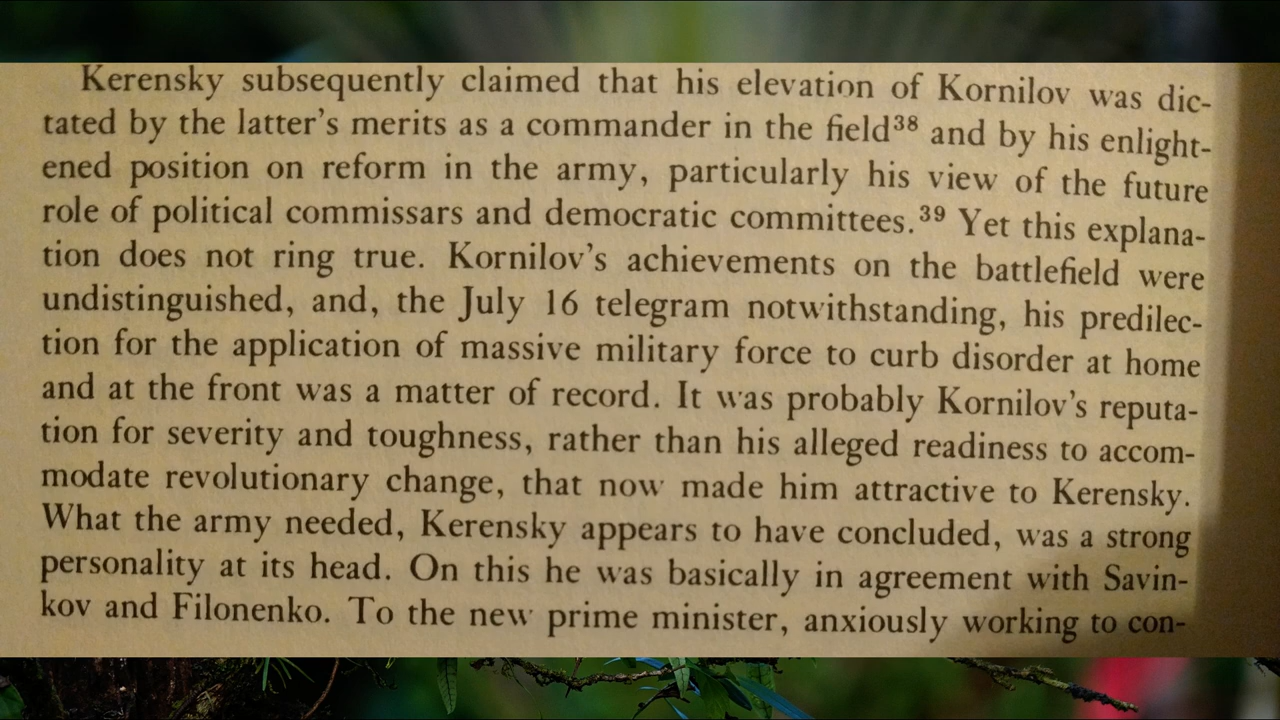 Kerensky subsequently claimed that his elevation of Kornilov was dic-
tated by the latter's merits as a commander in the field³⁸ and by his enlight-
ened position on reform in the army, particularly his view of the future
role of political commissars and democratic committees.³⁹ Yet this explana-
tion does not ring true. Kornilov's achievements on the battlefield were
undistinguished, and, the July 16 telegram notwithstanding, his predilec-
tion for the application of massive military force to curb disorder at home
and at the front was a matter of record. It was probably Kornilov's reputa-
tion for severity and toughness, rather than his alleged readiness to accom-
modate revolutionary change, that now made him attractive to Kerensky.
What the army needed, Kerensky appears to have concluded, was a strong
personality at its head. On this he was basically in agreement with Savin-
kov and Filonenko. To the new prime minister, anxiously working to con-